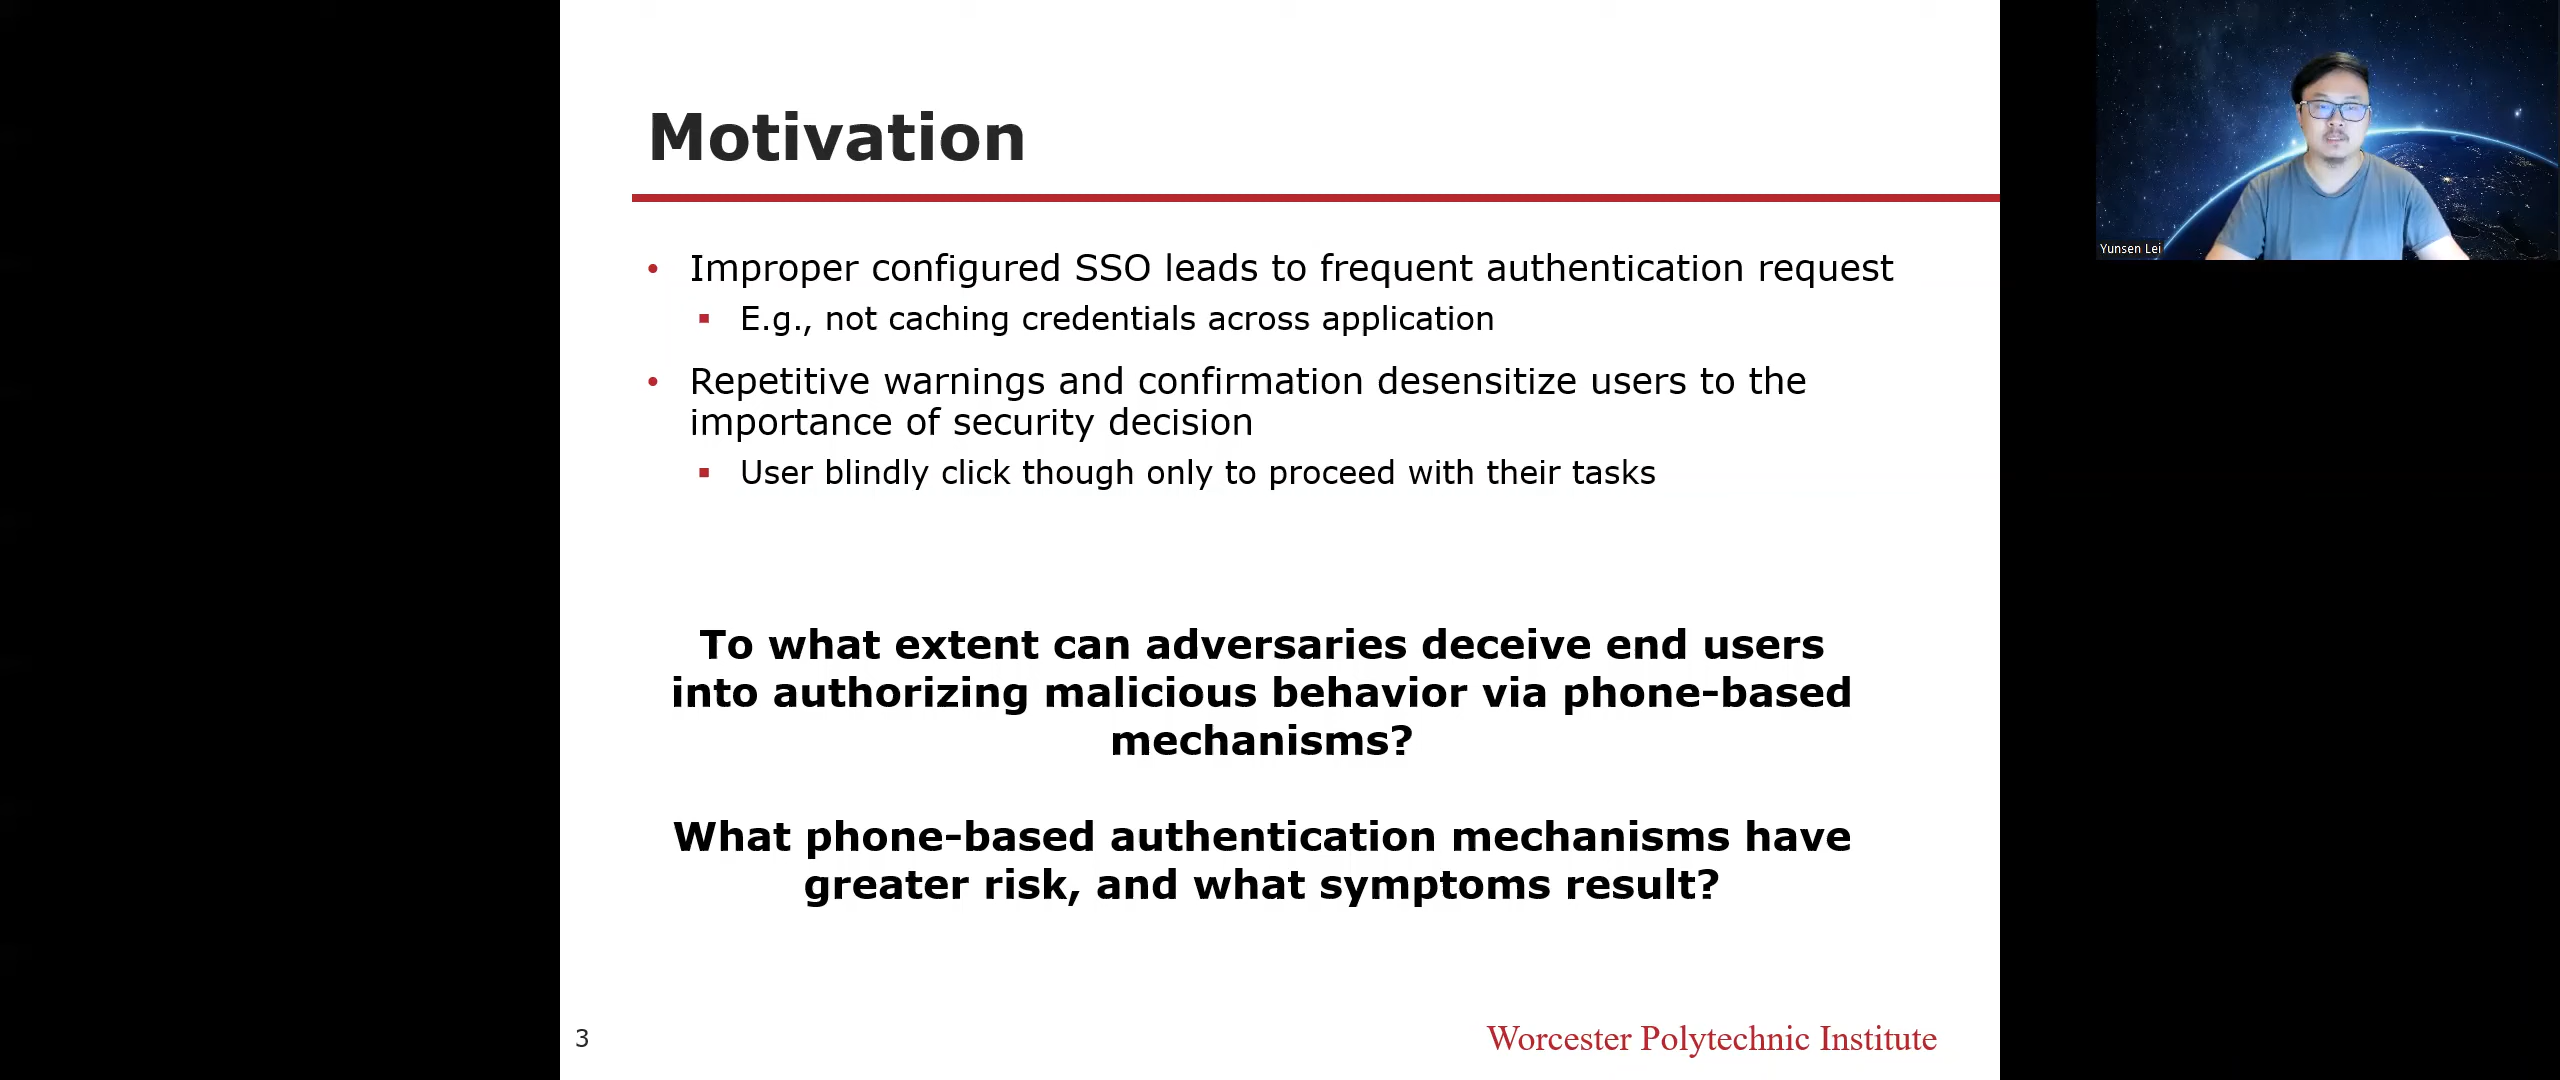 Motivation
• Improper configured SSO leads to frequent authentication request
▪ E.g., not caching credentials across application
• Repetitive warnings and confirmation desensitize users to the
importance of security decision
▪ User blindly click though only to proceed with their tasks
To what extent can adversaries deceive end users
into authorizing malicious behavior via phone-based
mechanisms?
What phone-based authentication mechanisms have
greater risk, and what symptoms result?
3
Worcester Polytechnic Institute
Yunsen Lei